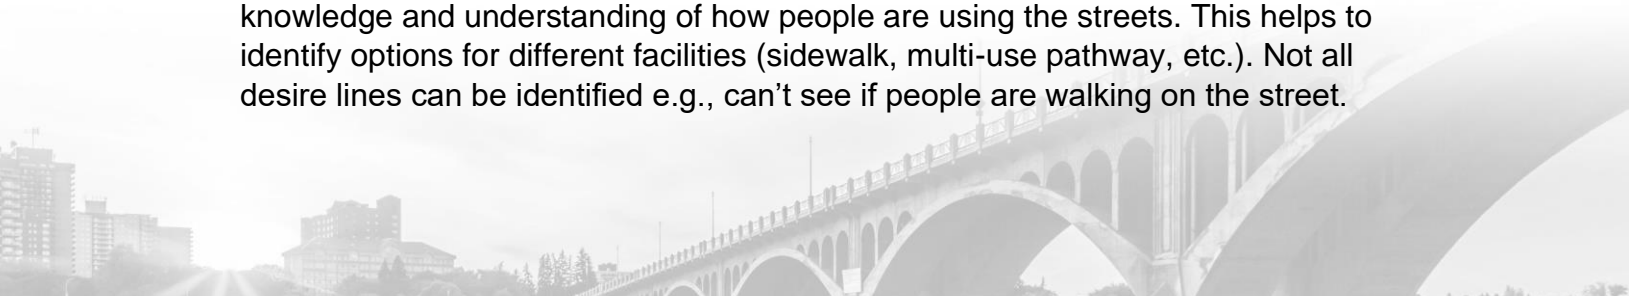 knowledge and understanding of how people are using the streets. This helps to
identify options for different facilities (sidewalk, multi-use pathway, etc.). Not all
desire lines can be identified e.g., can’t see if people are walking on the street.